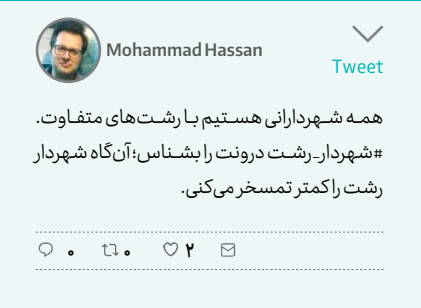 Mohammad Hassan
Tweet
همه شهردارانی هستیم با رشت‌های متفاوت.
#شهردار_رشت درونت را بشناس؛ آن‌گاه شهردار
رشت را کمتر تمسخر می‌کنی.
۰ ۰ ۲